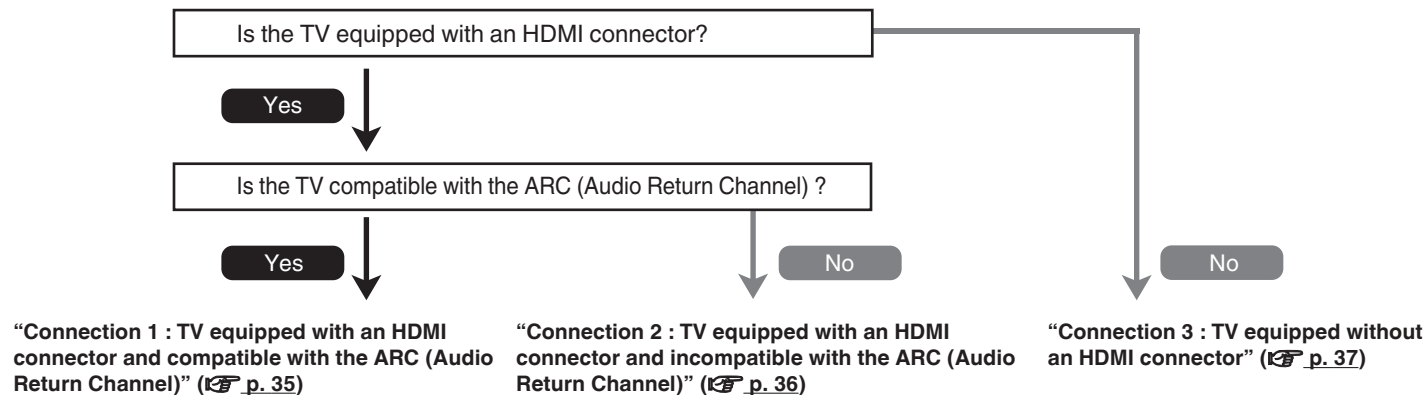 Is the TV equipped with an HDMI connector?
Yes
Is the TV compatible with the ARC (Audio Return Channel) ?
Yes
No
No
“Connection 1 : TV equipped with an HDMI
connector and compatible with the ARC (Audio
Return Channel)” (☞ p. 35)
“Connection 2 : TV equipped with an HDMI
connector and incompatible with the ARC (Audio
Return Channel)” (☞ p. 36)
“Connection 3 : TV equipped without
an HDMI connector” (☞ p. 37)